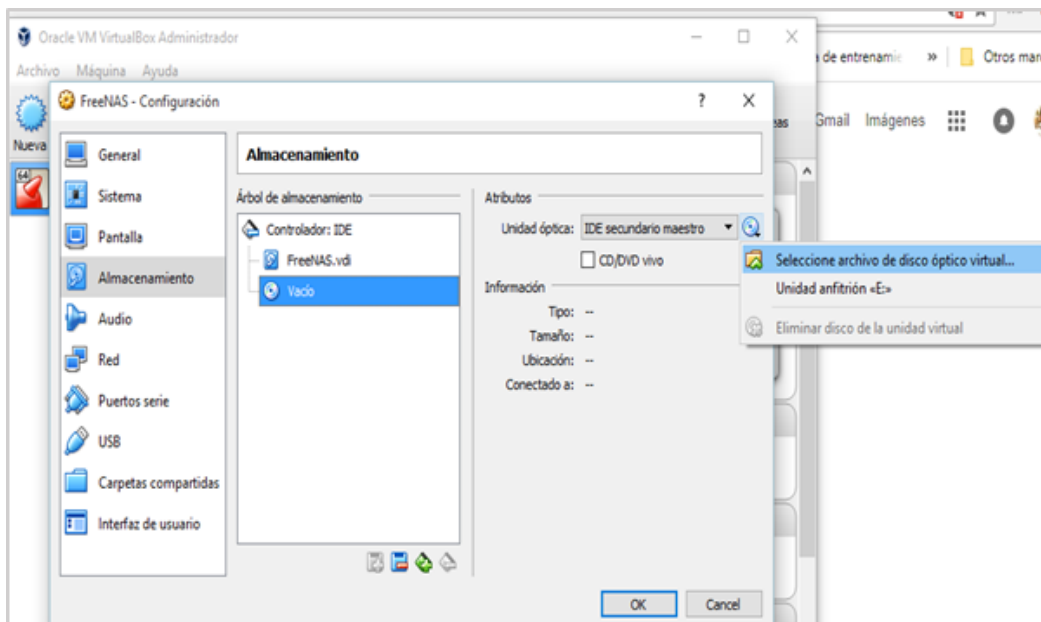 Oracle VM VirtualBox Administrador
Archivo Máquina Ayuda
de entrenamie » Otros mar
FreeNAS - Configuración ? X
Gmail Imágenes
Nueva
64
General
Sistema
Pantalla
Almacenamiento
Audio
Red
Puertos serie
USB
Carpetas compartidas
Interfaz de usuario
Almacenamiento
Árbol de almacenamiento
Controlador: IDE
FreeNAS.vdi
Vacío
Atributos
Unidad óptica: IDE secundario maestro
CD/DVD vivo
Información
Tipo: --
Tamaño: --
Ubicación: --
Conectado a: --
Seleccione archivo de disco óptico virtual...
Unidad anfitrión «E:»
Eliminar disco de la unidad virtual
OK Cancel